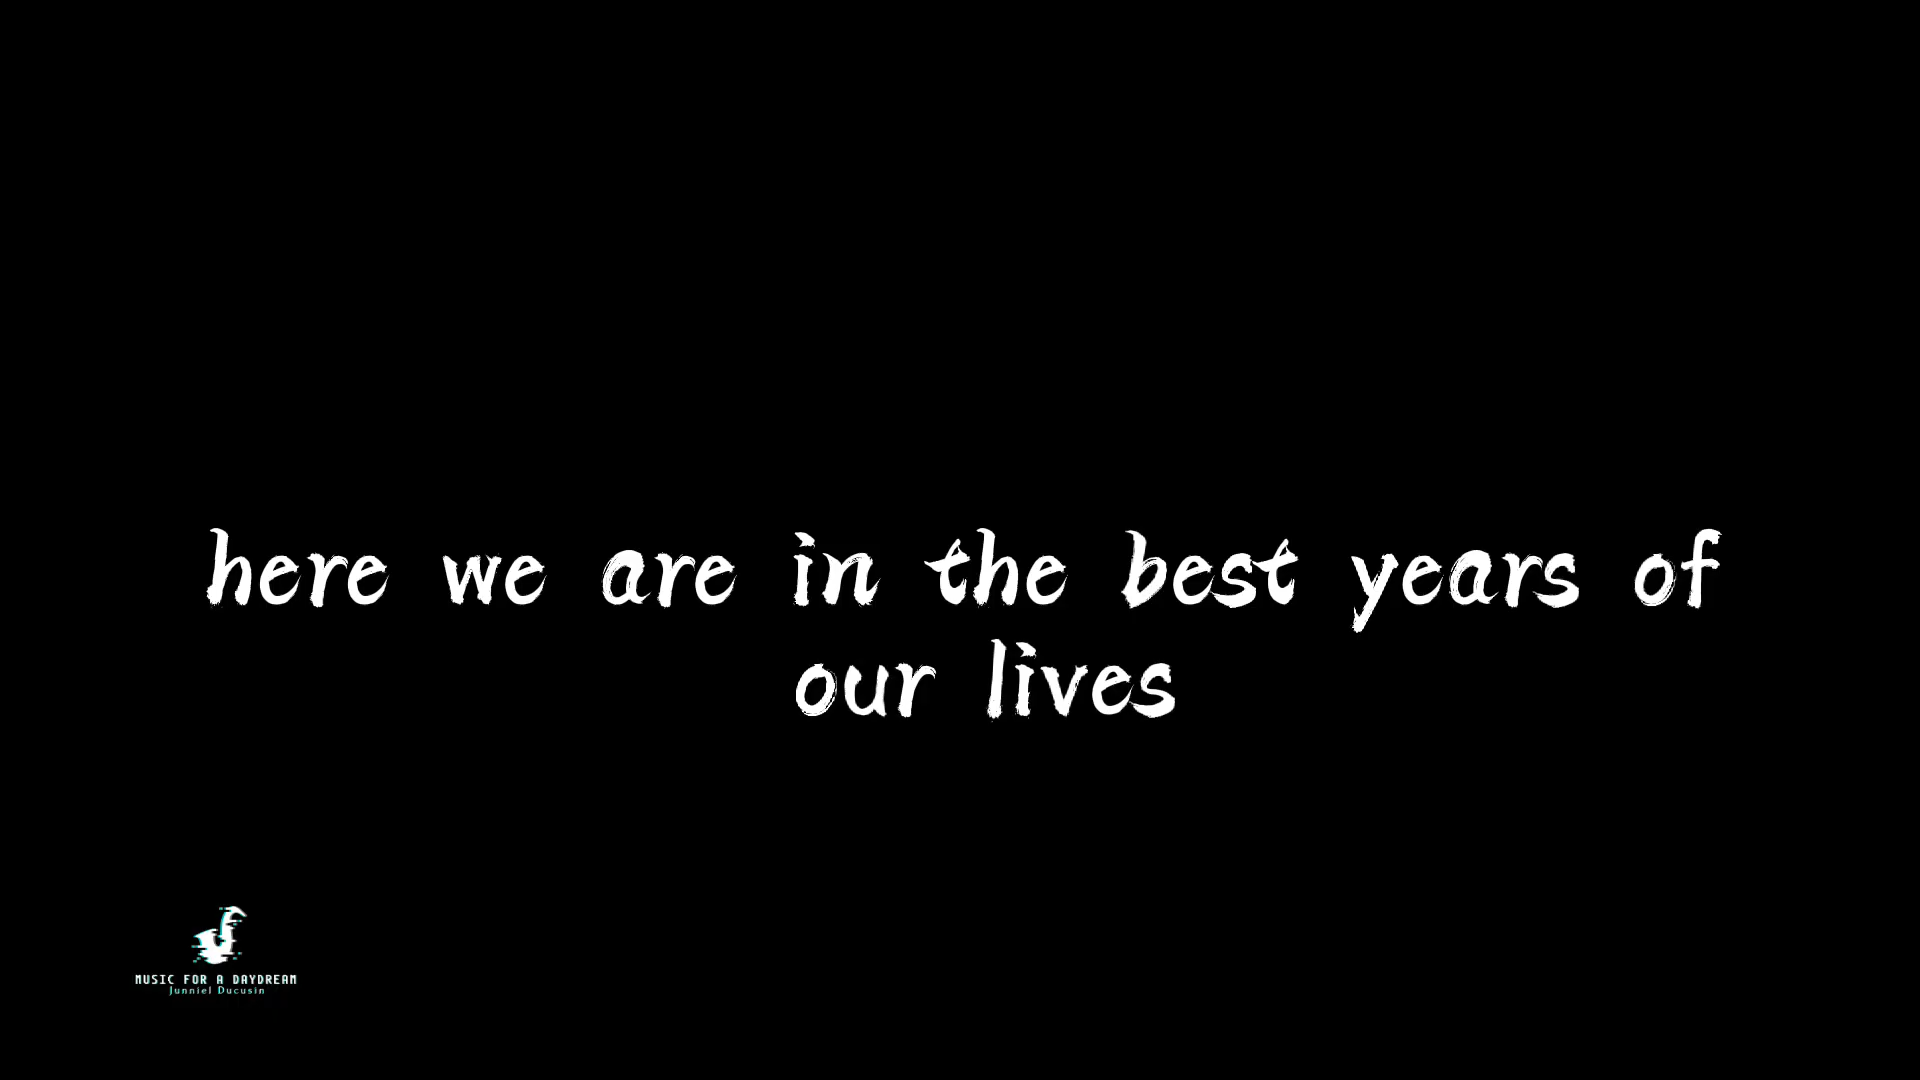 here we are in the best years of
our lives
MUSIC FOR A DAYDREAM
Junniel Ducusin